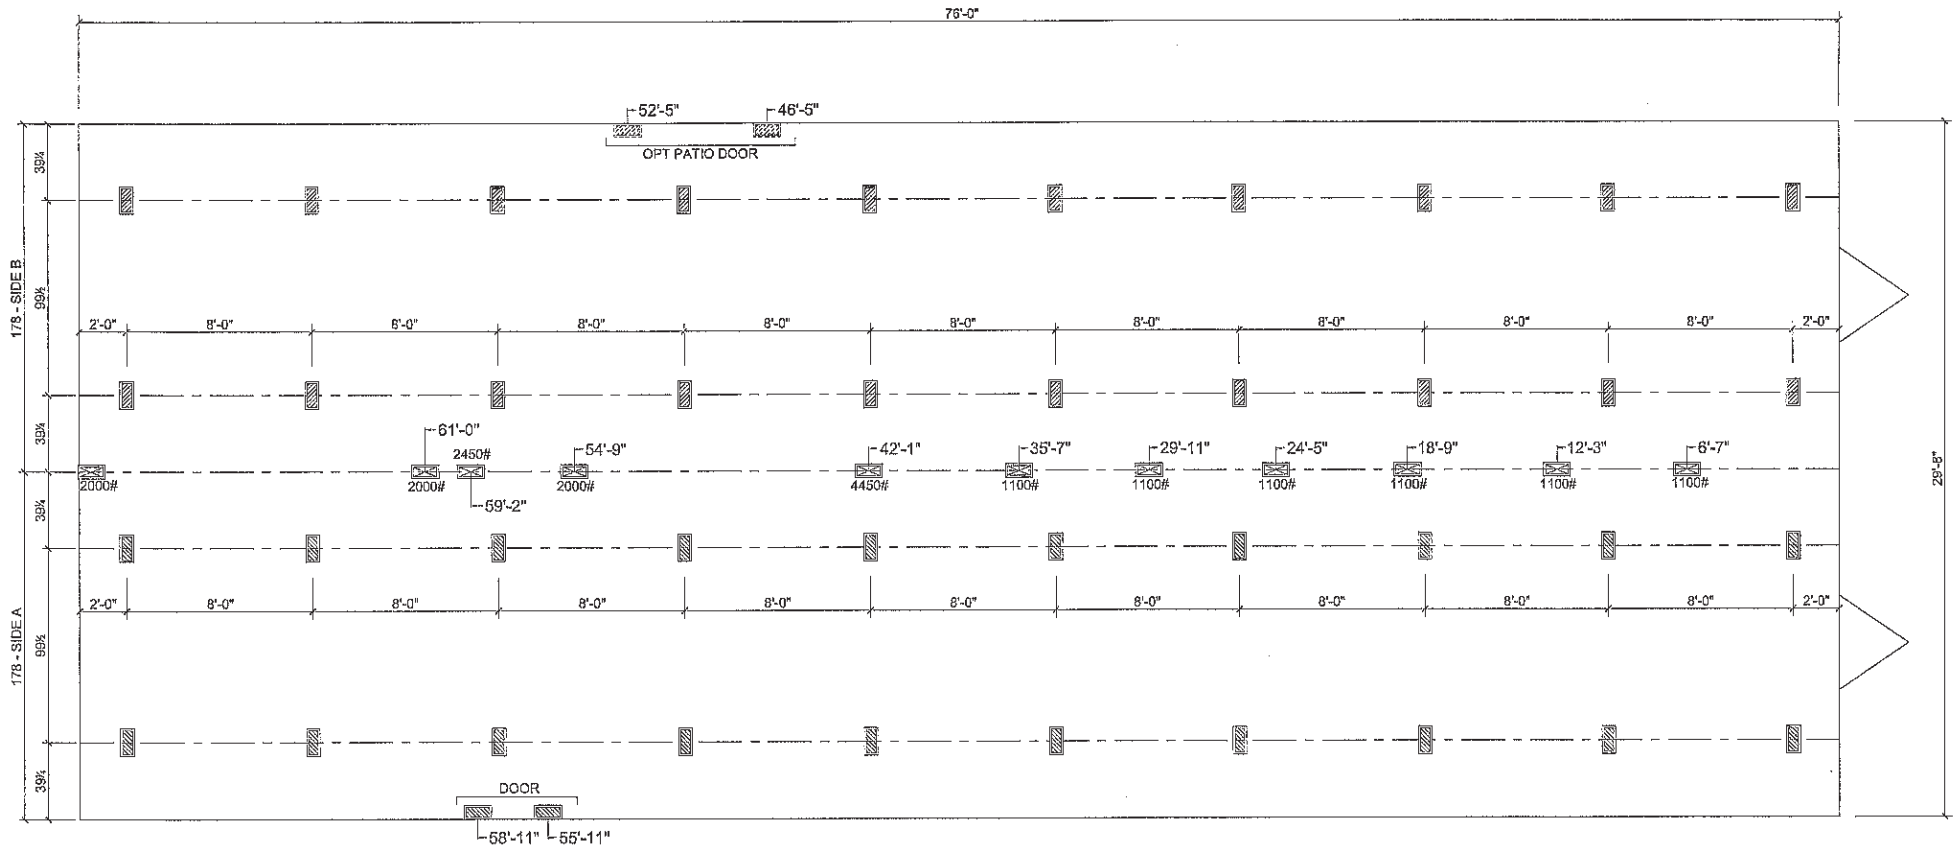 76'-0"
52'-5" 46'-5"
OPT PATIO DOOR
39¼
178 - SIDE B
99½
2'-0" 8'-0" 8'-0" 8'-0" 8'-0" 8'-0" 8'-0" 8'-0" 8'-0" 8'-0" 2'-0"
39¼
61'-0"
2450#
54'-9" 42'-1" 35'-7" 29'-11" 24'-5" 18'-9" 12'-3" 6'-7"
2000# 2000# 2000# 4450# 1100# 1100# 1100# 1100# 1100# 1100#
59'-2"
29'-8"
39¼
178 - SIDE A
2'-0" 8'-0" 8'-0" 8'-0" 8'-0" 8'-0" 8'-0" 8'-0" 8'-0" 8'-0" 2'-0"
99½
39¼
DOOR
58'-11" 55'-11"